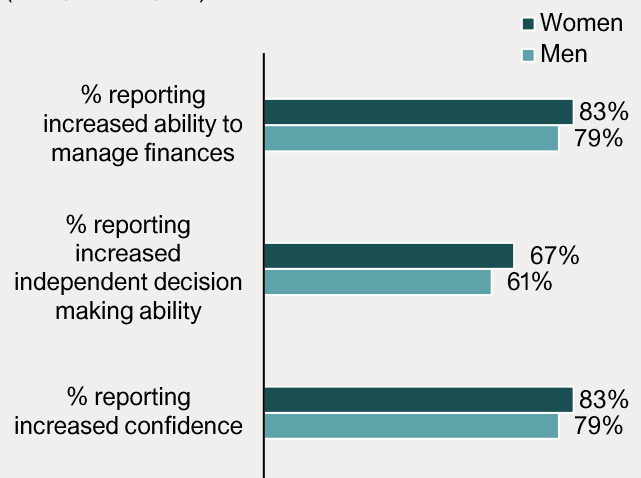 Women
Men
% reporting
increased ability to
manage finances
83%
79%
% reporting
increased
independent decision
making ability
67%
61%
% reporting
increased confidence
83%
79%